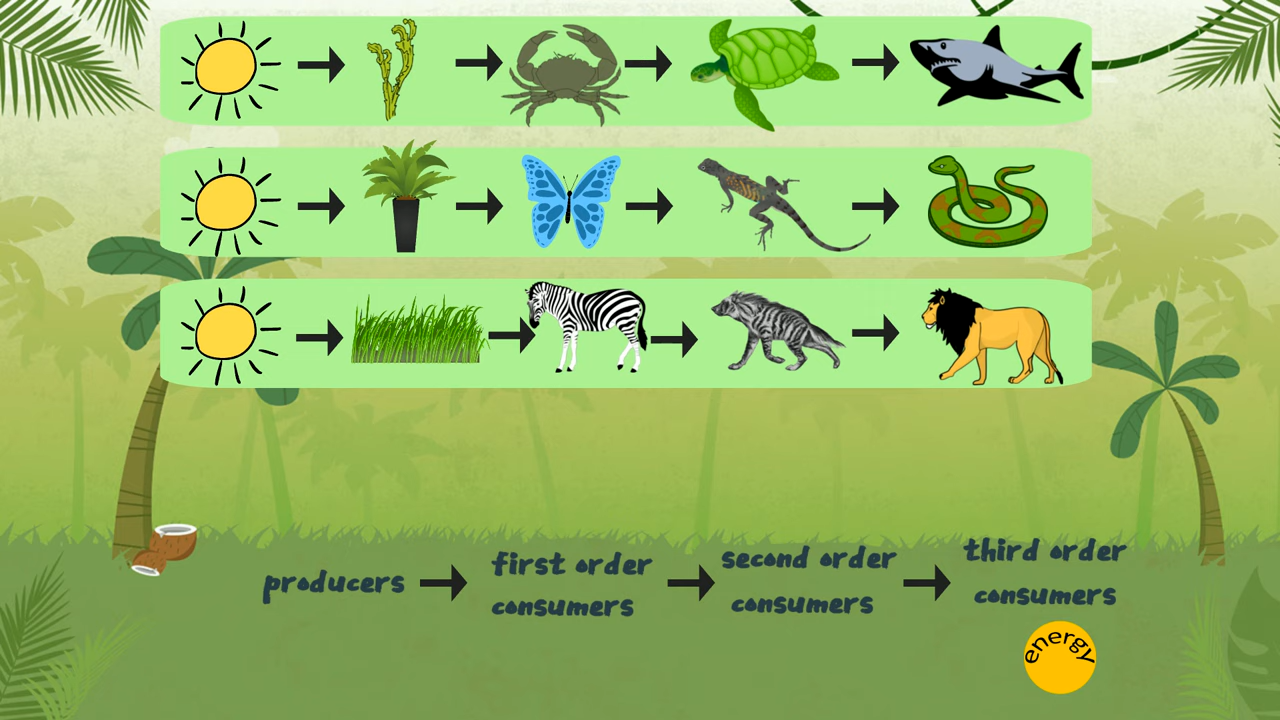 producers
first order
consumers
second order
consumers
third order
consumers
energy